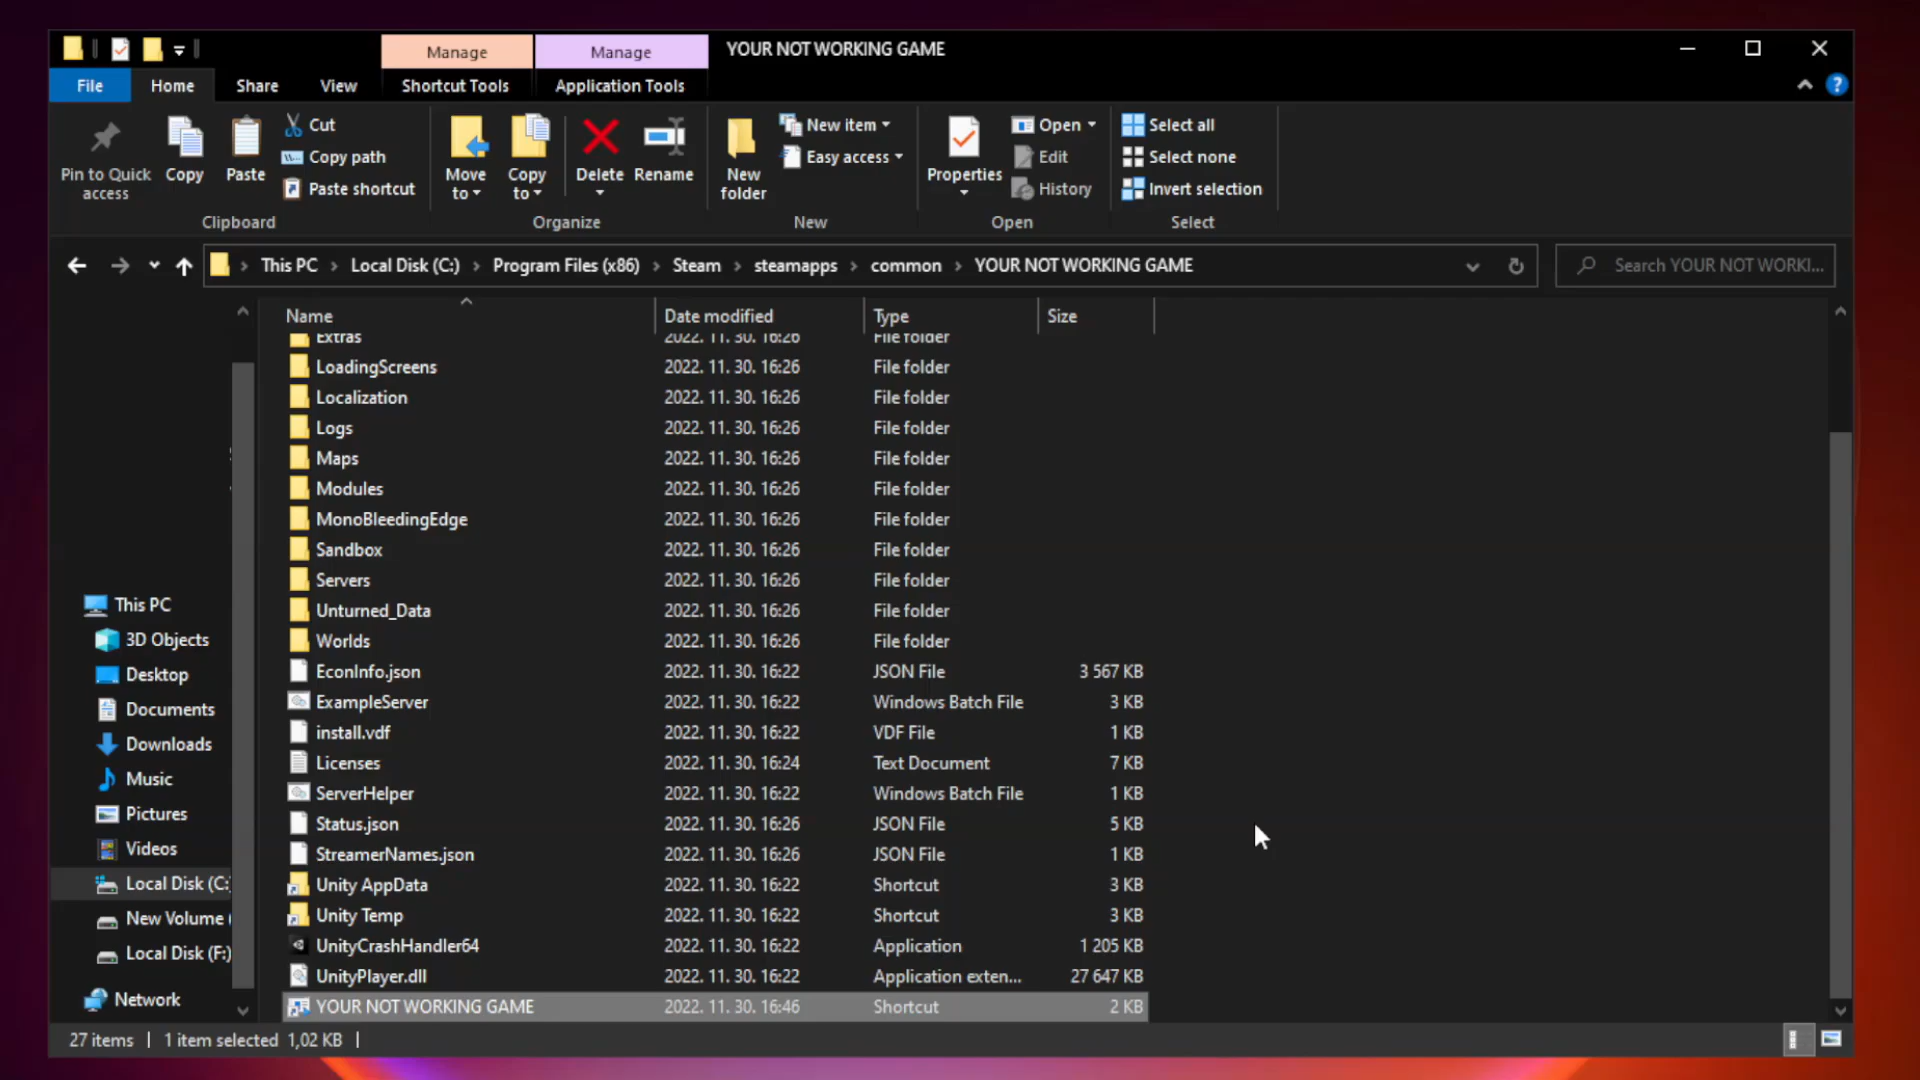 Manage
Manage
YOUR NOT WORKING GAME
File
Home
Share
View
Shortcut Tools
Application Tools
?
Pin to Quick access
Copy
Paste
Cut
Copy path
Paste shortcut
Clipboard
Move to
Copy to
Delete
Rename
Organize
New folder
New item
Easy access
New
Properties
Open
Edit
History
Open
Select all
Select none
Invert selection
Select
This PC > Local Disk (C:) > Program Files (x86) > Steam > steamapps > common > YOUR NOT WORKING GAME
Search YOUR NOT WORKI...
Name Date modified Type Size
Extras 2022. 11. 30. 16:26 File folder
LoadingScreens 2022. 11. 30. 16:26 File folder
Localization 2022. 11. 30. 16:26 File folder
Logs 2022. 11. 30. 16:26 File folder
Maps 2022. 11. 30. 16:26 File folder
Modules 2022. 11. 30. 16:26 File folder
MonoBleedingEdge 2022. 11. 30. 16:26 File folder
Sandbox 2022. 11. 30. 16:26 File folder
Servers 2022. 11. 30. 16:26 File folder
Unturned_Data 2022. 11. 30. 16:26 File folder
Worlds 2022. 11. 30. 16:26 File folder
EconInfo.json 2022. 11. 30. 16:22 JSON File 3 567 KB
ExampleServer 2022. 11. 30. 16:22 Windows Batch File 3 KB
install.vdf 2022. 11. 30. 16:22 VDF File 1 KB
Licenses 2022. 11. 30. 16:24 Text Document 7 KB
ServerHelper 2022. 11. 30. 16:22 Windows Batch File 1 KB
Status.json 2022. 11. 30. 16:26 JSON File 5 KB
StreamerNames.json 2022. 11. 30. 16:26 JSON File 1 KB
Unity AppData 2022. 11. 30. 16:22 Shortcut 3 KB
Unity Temp 2022. 11. 30. 16:22 Shortcut 3 KB
UnityCrashHandler64 2022. 11. 30. 16:22 Application 1 205 KB
UnityPlayer.dll 2022. 11. 30. 16:22 Application exten... 27 647 KB
YOUR NOT WORKING GAME 2022. 11. 30. 16:46 Shortcut 2 KB
This PC
3D Objects
Desktop
Documents
Downloads
Music
Pictures
Videos
Local Disk (C:
New Volume (
Local Disk (F:)
Network
27 items | 1 item selected 1,02 KB |